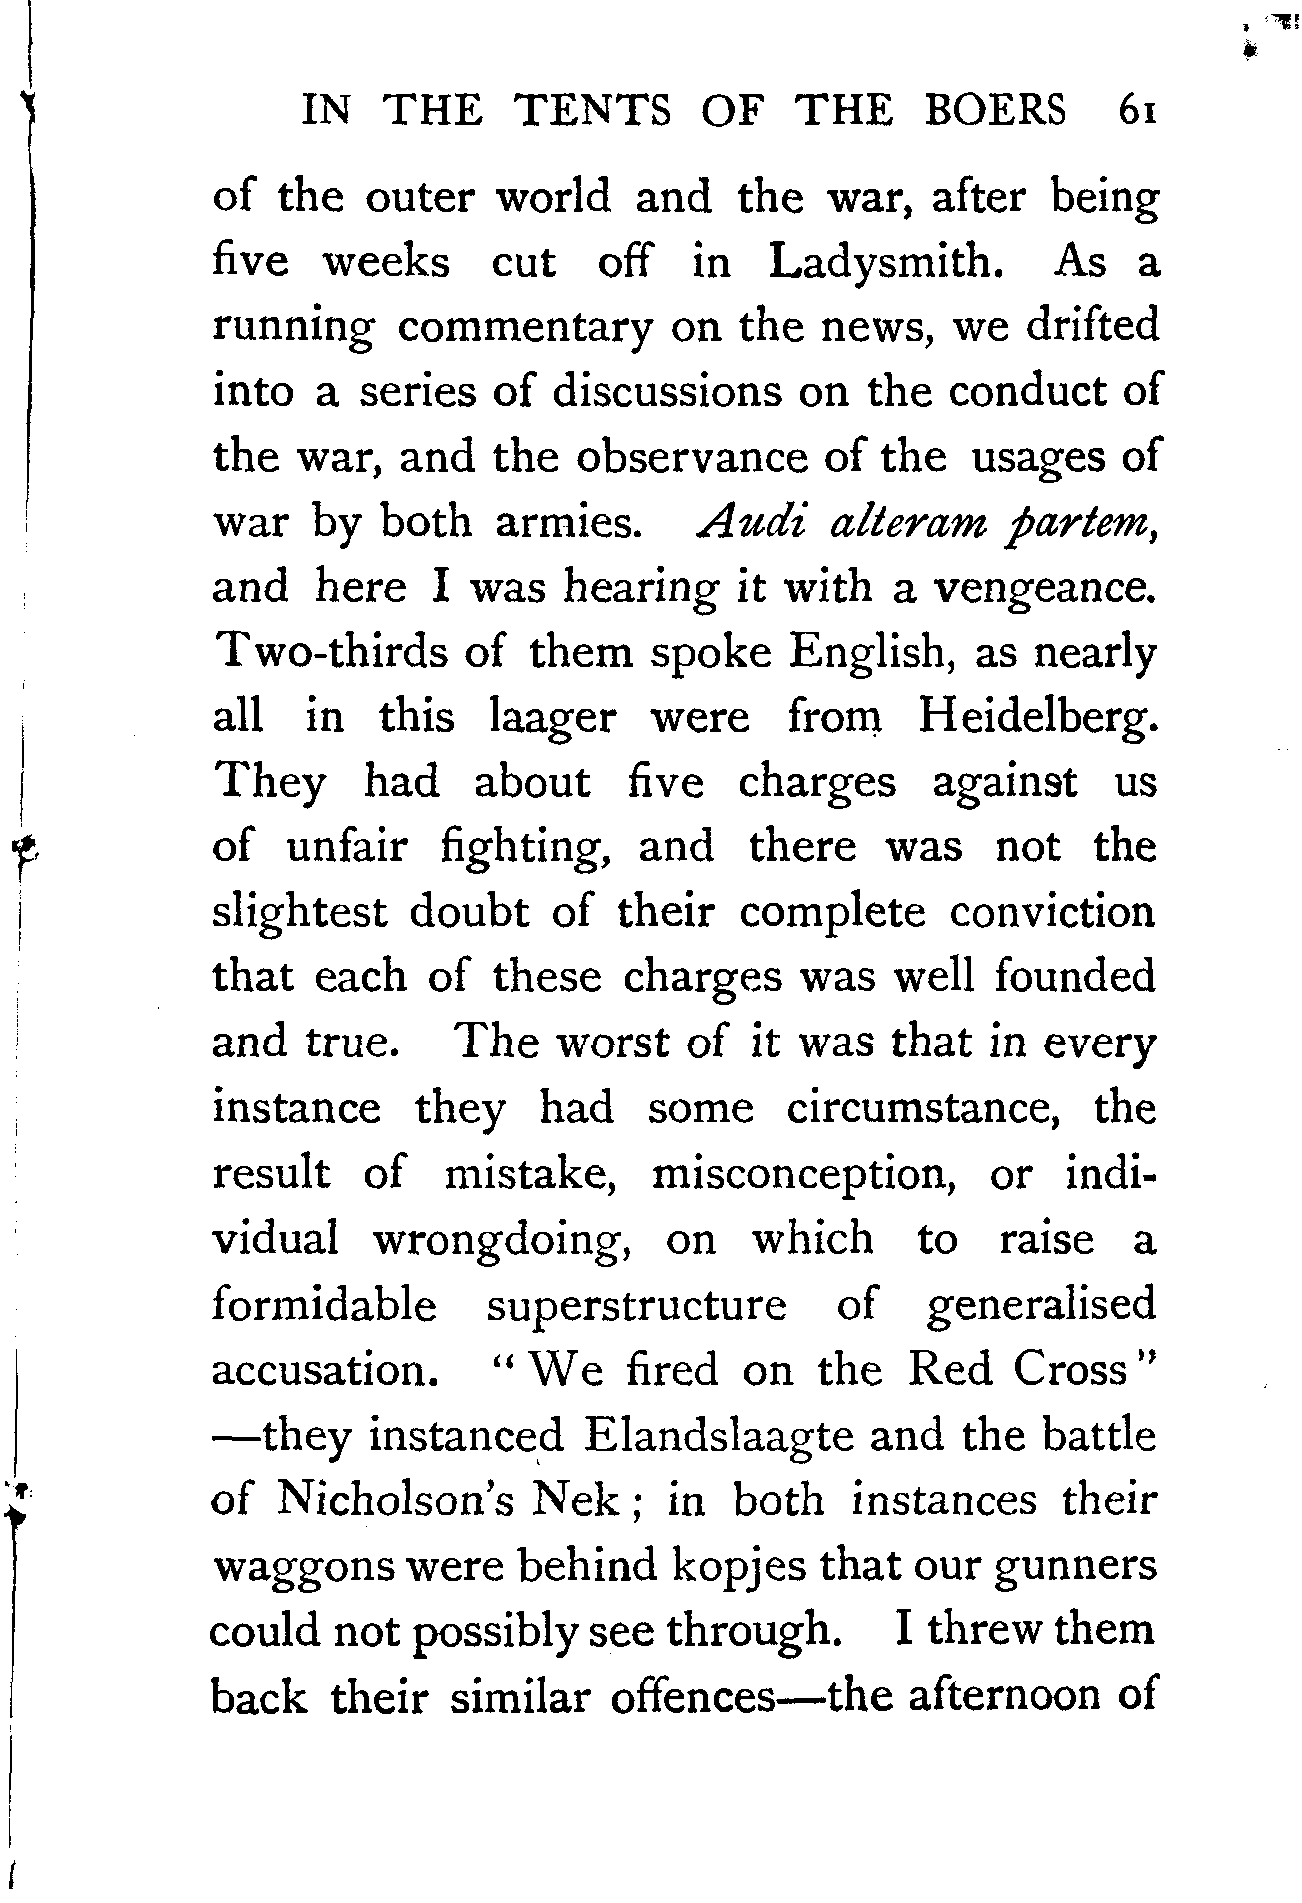 IN THE TENTS OF THE BOERS 61
of the outer world and the war, after being
five weeks cut off in Ladysmith. As a
running commentary on the news, we drifted
into a series of discussions on the conduct of
the war, and the observance of the usages of
war by both armies. Audi alteram partem,
and here I was hearing it with a vengeance.
Two-thirds of them spoke English, as nearly
all in this laager were from Heidelberg.
They had about five charges against us
of unfair fighting, and there was not the
slightest doubt of their complete conviction
that each of these charges was well founded
and true. The worst of it was that in every
instance they had some circumstance, the
result of mistake, misconception, or indi-
vidual wrongdoing, on which to raise a
formidable superstructure of generalised
accusation. “ We fired on the Red Cross ”
—they instanced Elandslaagte and the battle
of Nicholson's Nek ; in both instances their
waggons were behind kopjes that our gunners
could not possibly see through. I threw them
back their similar offences—the afternoon of